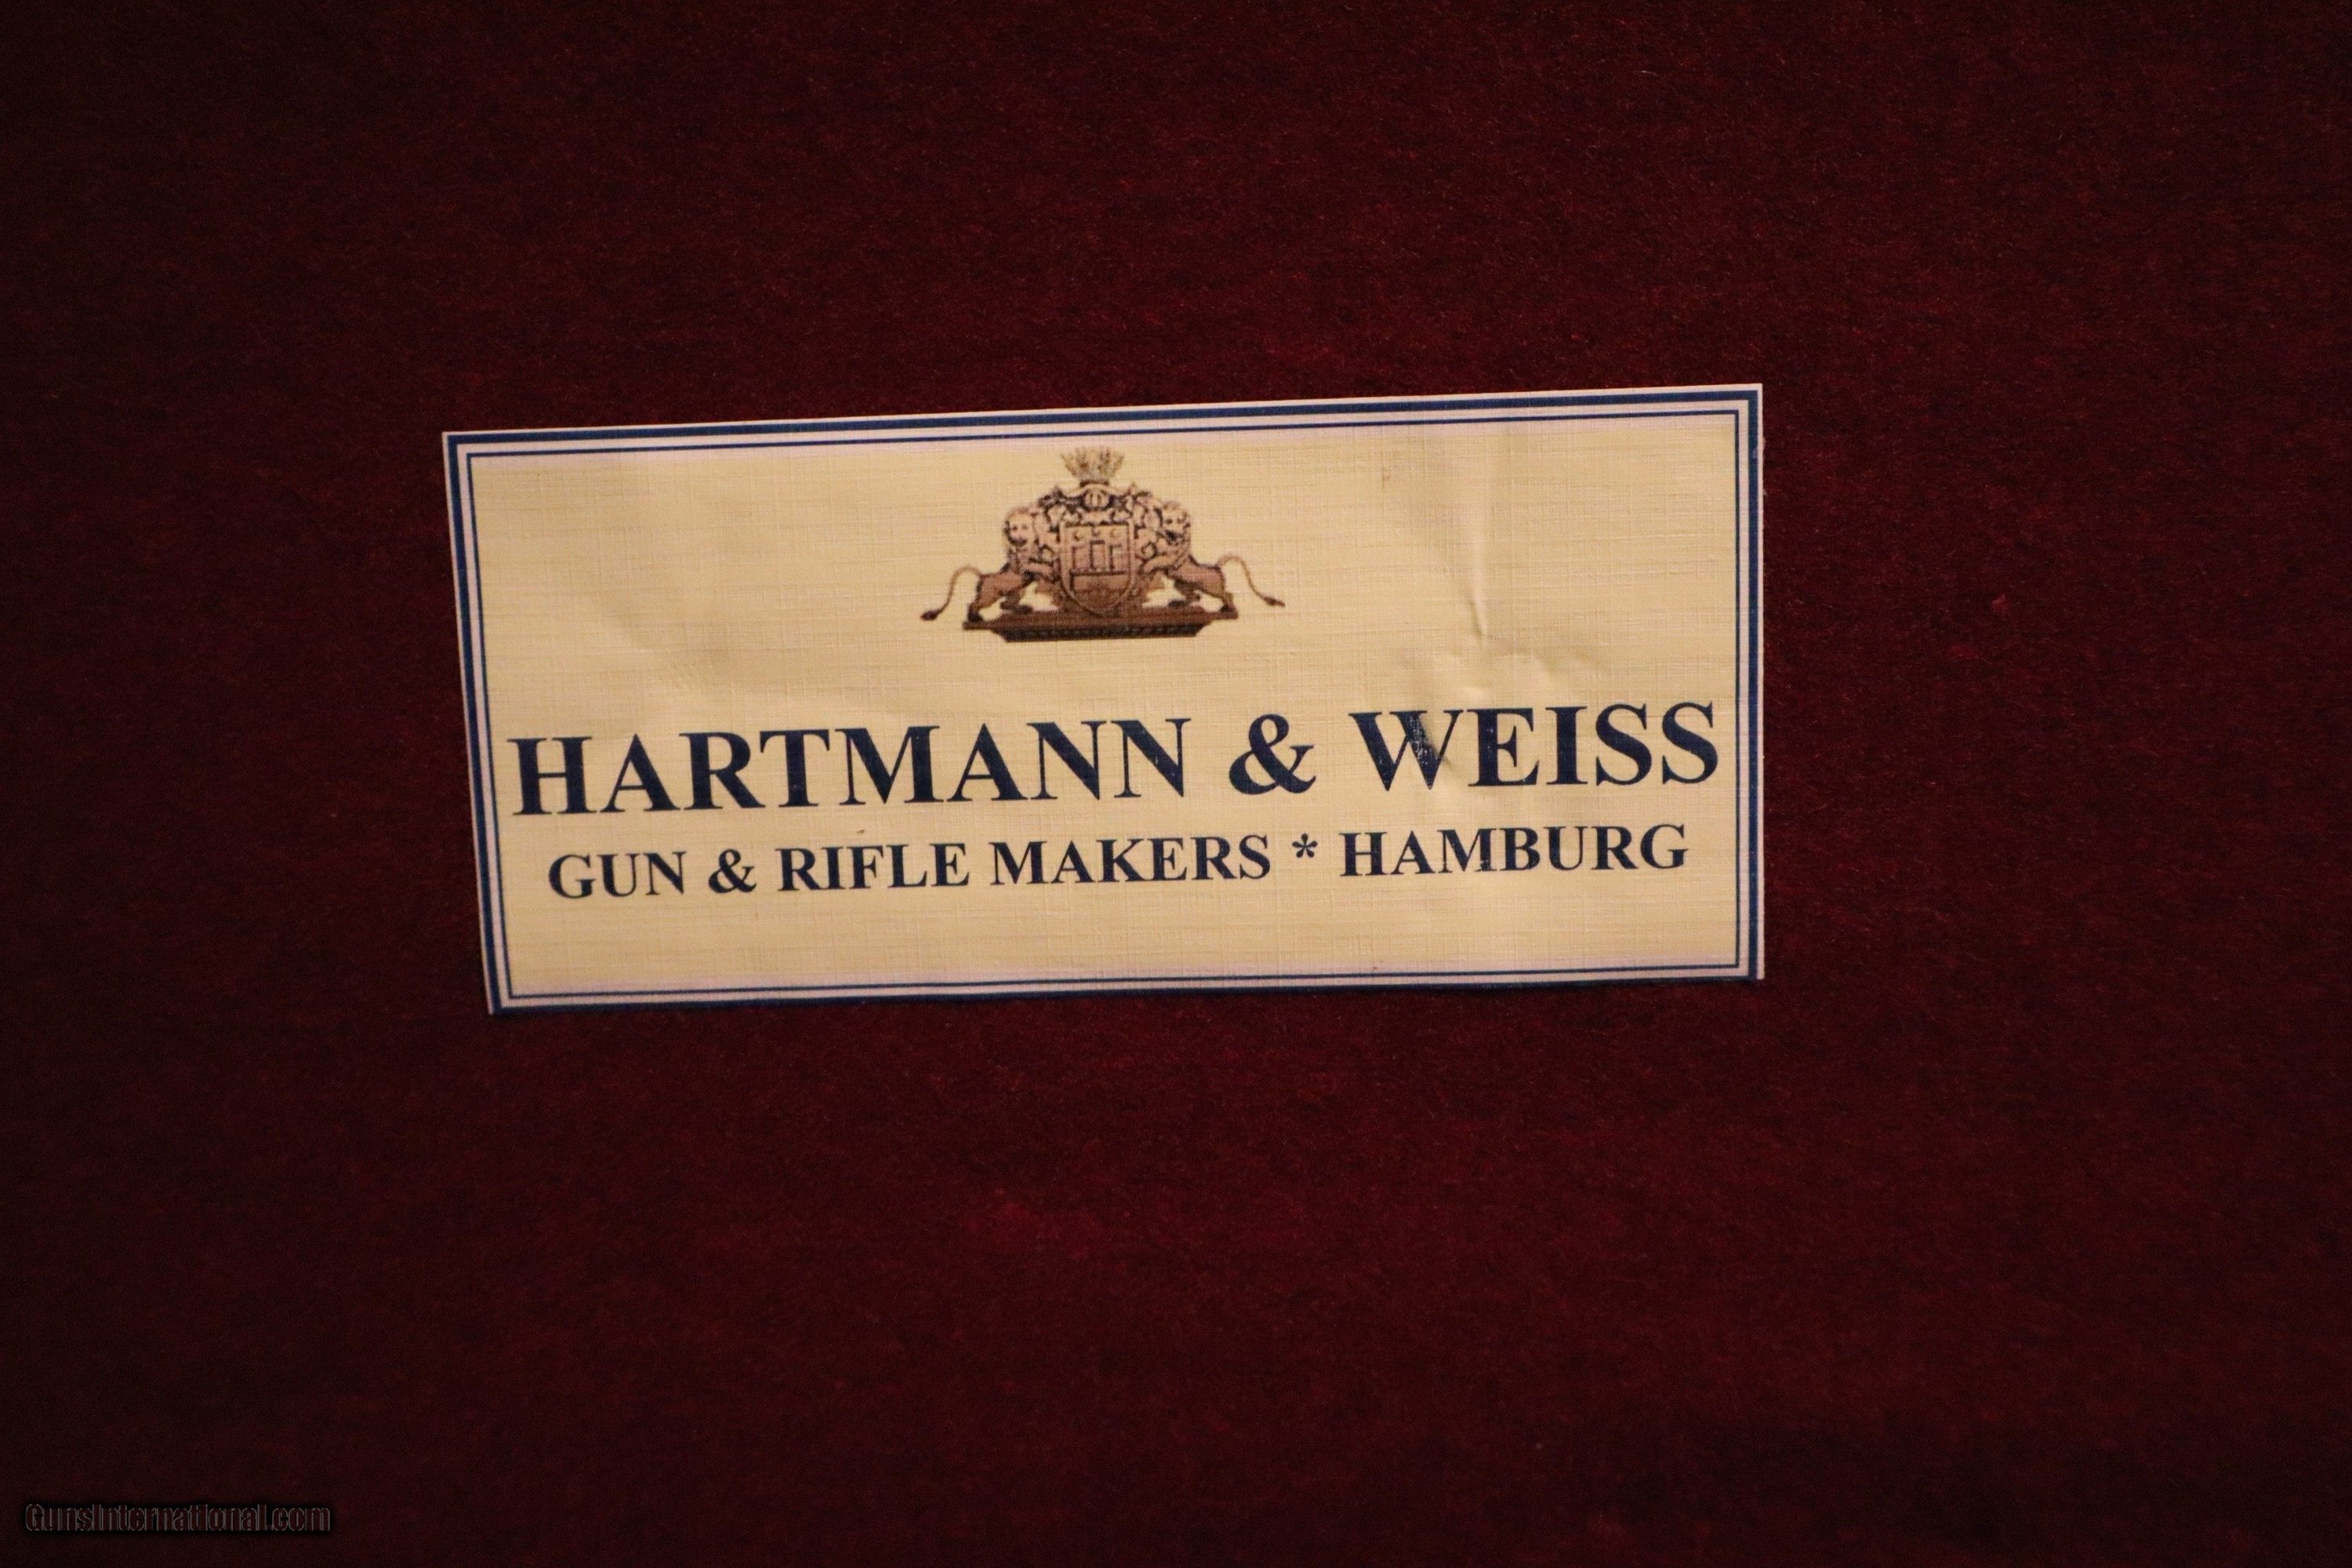 HARTMANN & WEISS
GUN & RIFLE MAKERS * HAMBURG
GunsInternational.com